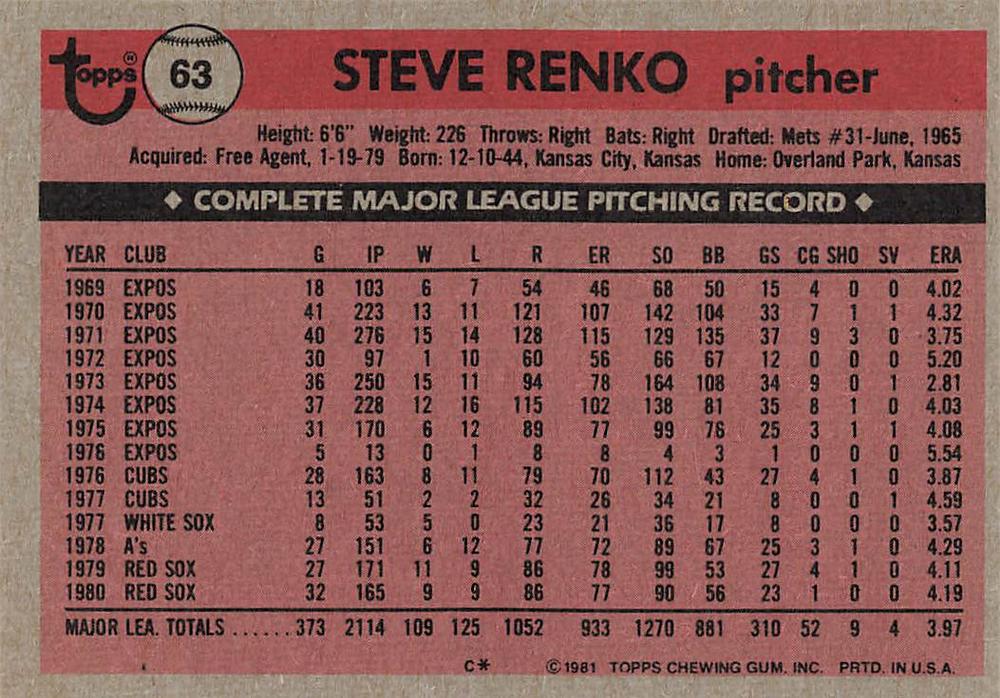 topps® 63 STEVE RENKO pitcher
Height: 6'6" Weight: 226 Throws: Right Bats: Right Drafted: Mets #31-June, 1965
Acquired: Free Agent, 1-19-79 Born: 12-10-44, Kansas City, Kansas Home: Overland Park, Kansas
◆ COMPLETE MAJOR LEAGUE PITCHING RECORD ◆
YEAR CLUB G IP W L R ER SO BB GS CG SHO SV ERA
1969 EXPOS 18 103 6 7 54 46 68 50 15 4 0 0 4.02
1970 EXPOS 41 223 13 11 121 107 142 104 33 7 1 1 4.32
1971 EXPOS 40 276 15 14 128 115 129 135 37 9 3 0 3.75
1972 EXPOS 30 97 1 10 60 56 66 67 12 0 0 0 5.20
1973 EXPOS 36 250 15 11 94 78 164 108 34 9 0 1 2.81
1974 EXPOS 37 228 12 16 115 102 138 81 35 8 1 0 4.03
1975 EXPOS 31 170 6 12 89 77 99 76 25 3 1 1 4.08
1976 EXPOS 5 13 0 1 8 8 4 3 1 0 0 0 5.54
1976 CUBS 28 163 8 11 79 70 112 43 27 4 1 0 3.87
1977 CUBS 13 51 2 2 32 26 34 21 8 0 0 1 4.59
1977 WHITE SOX 8 53 5 0 23 21 36 17 8 0 0 0 3.57
1978 A's 27 151 6 12 77 72 89 67 25 3 1 0 4.29
1979 RED SOX 27 171 11 9 86 78 99 53 27 4 1 0 4.11
1980 RED SOX 32 165 9 9 86 77 90 56 23 1 0 0 4.19
MAJOR LEA. TOTALS ......373 2114 109 125 1052 933 1270 881 310 52 9 4 3.97
C* ©1981 TOPPS CHEWING GUM. INC. PRTD. IN U.S.A.